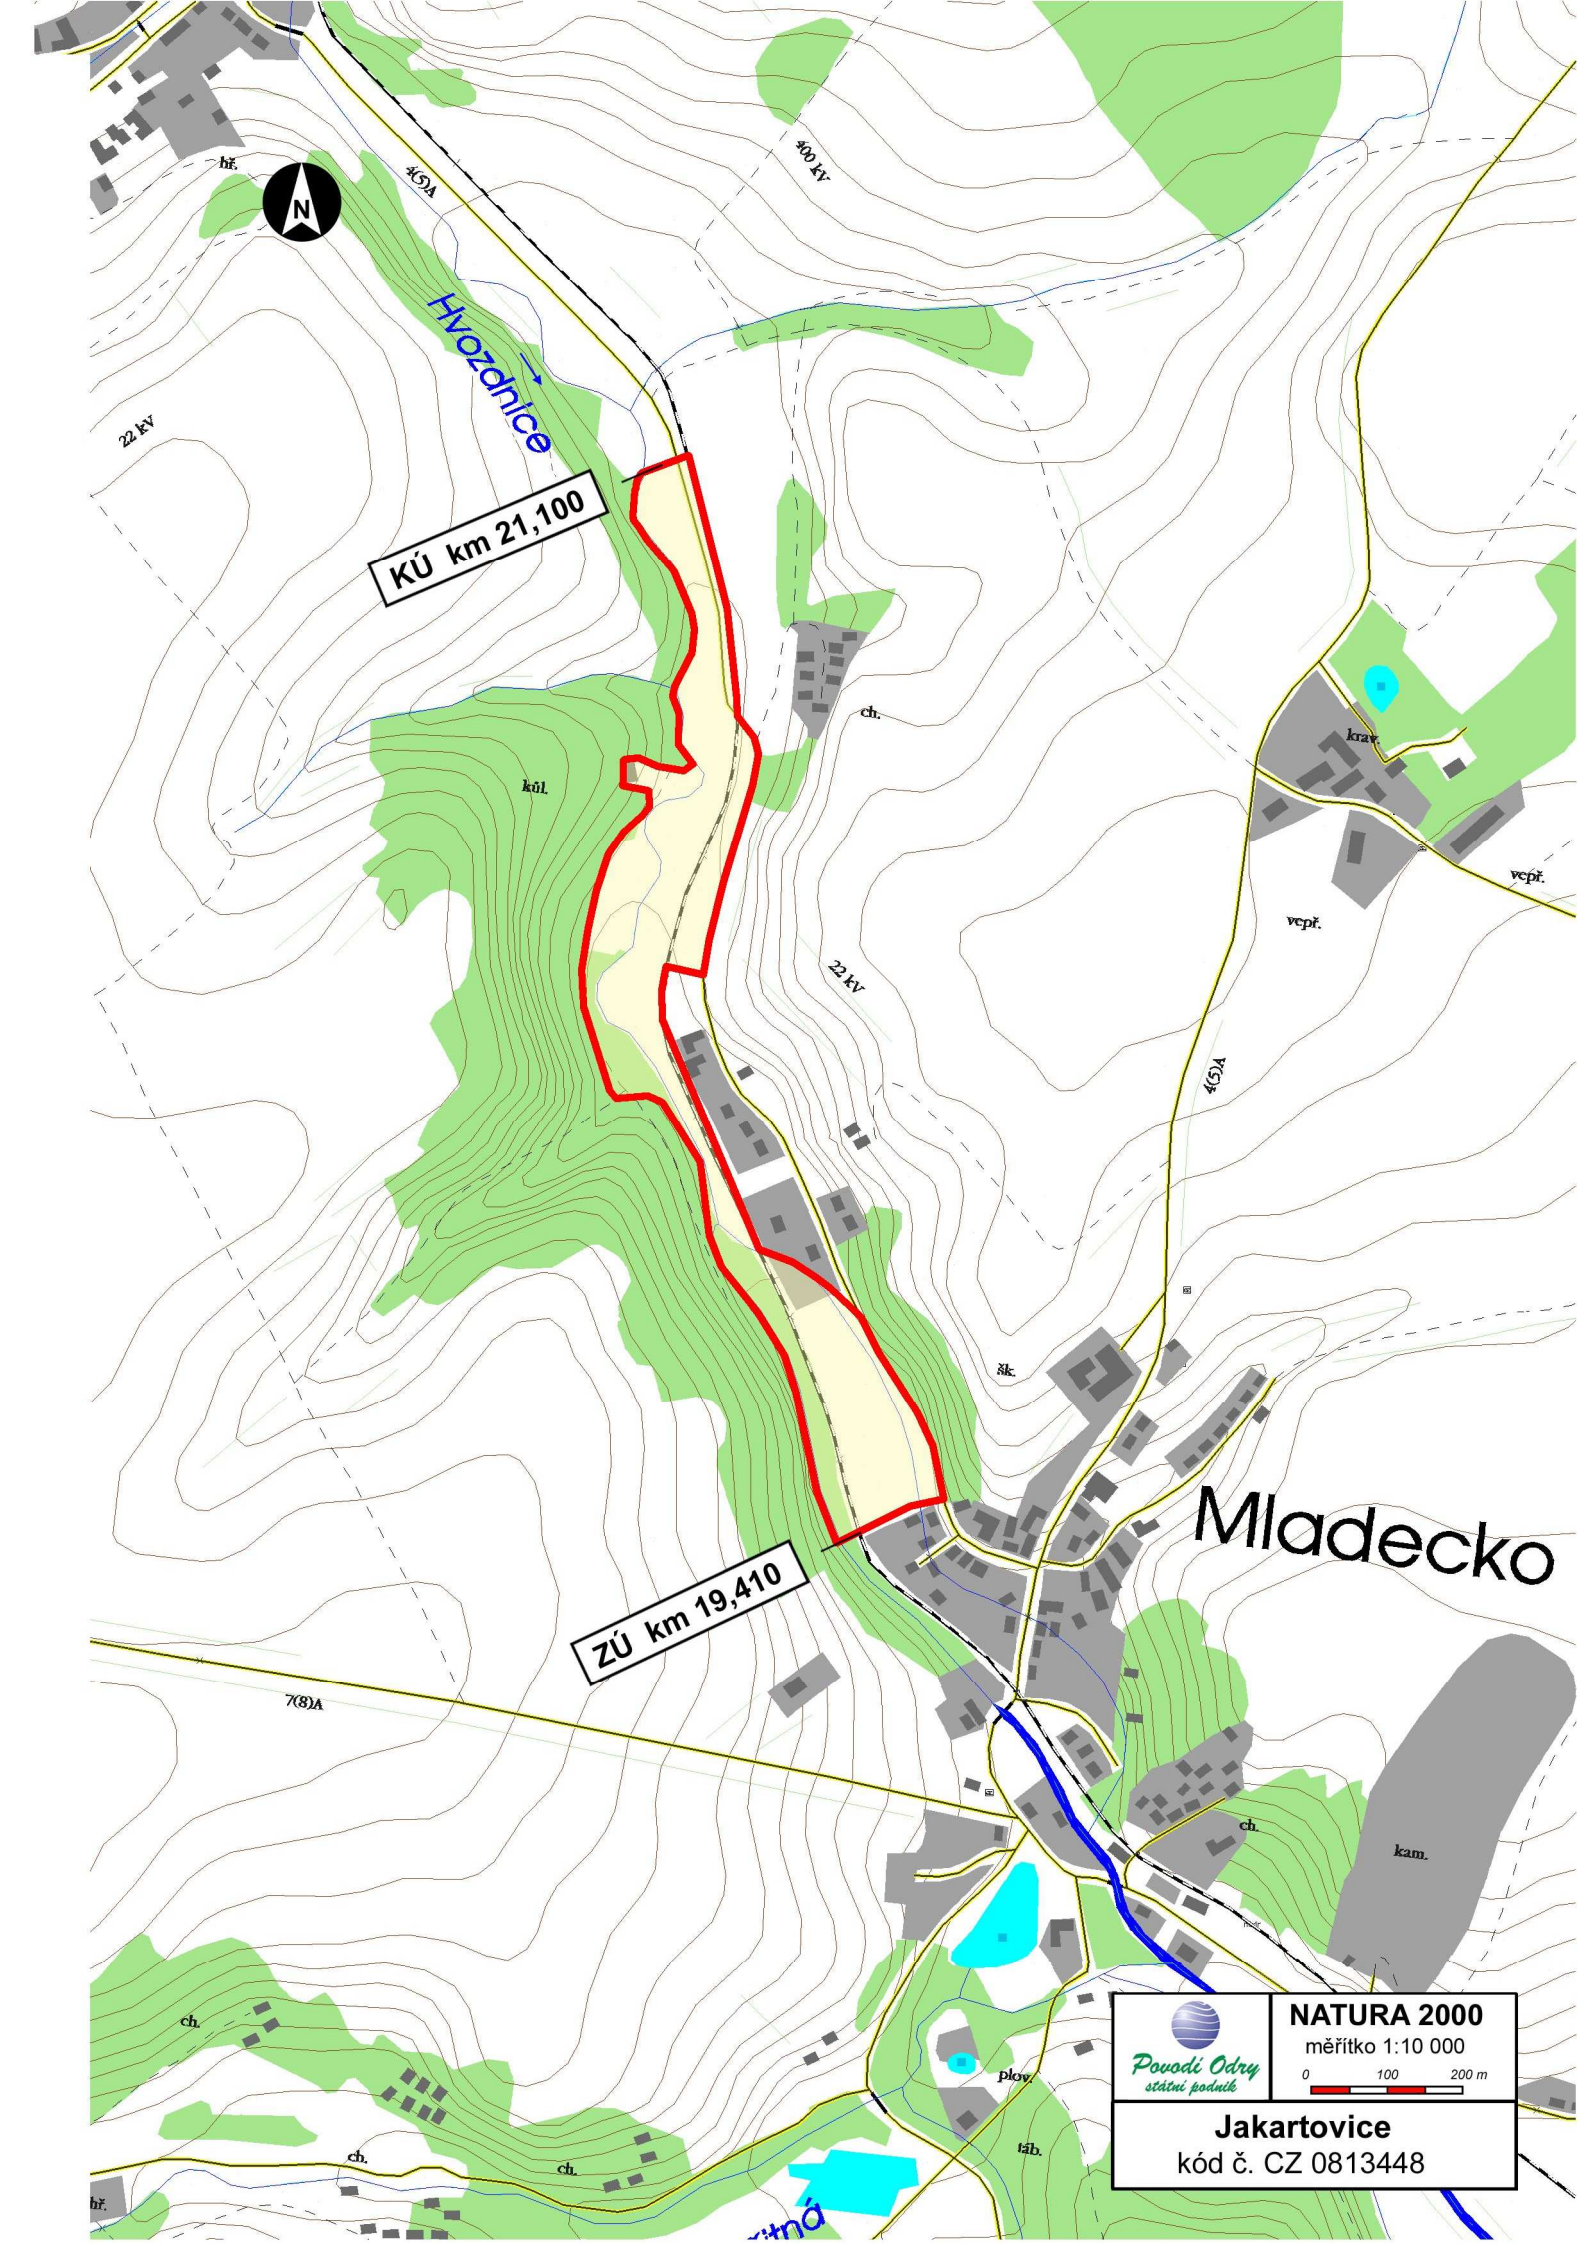 hř.
4(5)A
400 kV
N
Hvozdnice
22 kV
KÚ km 21,100
ch.
krav.
kůl.
vepř.
vepř.
22 kV
4(5)A
šk.
Mladecko
ZÚ km 19,410
7(8)A
ch.
kam.
ch.
plov.
táb.
ch.
ch.
hř.
itná
Povodí Odry
státní podnik
NATURA 2000
měřítko 1:10 000
0 100 200 m
Jakartovice
kód č. CZ 0813448